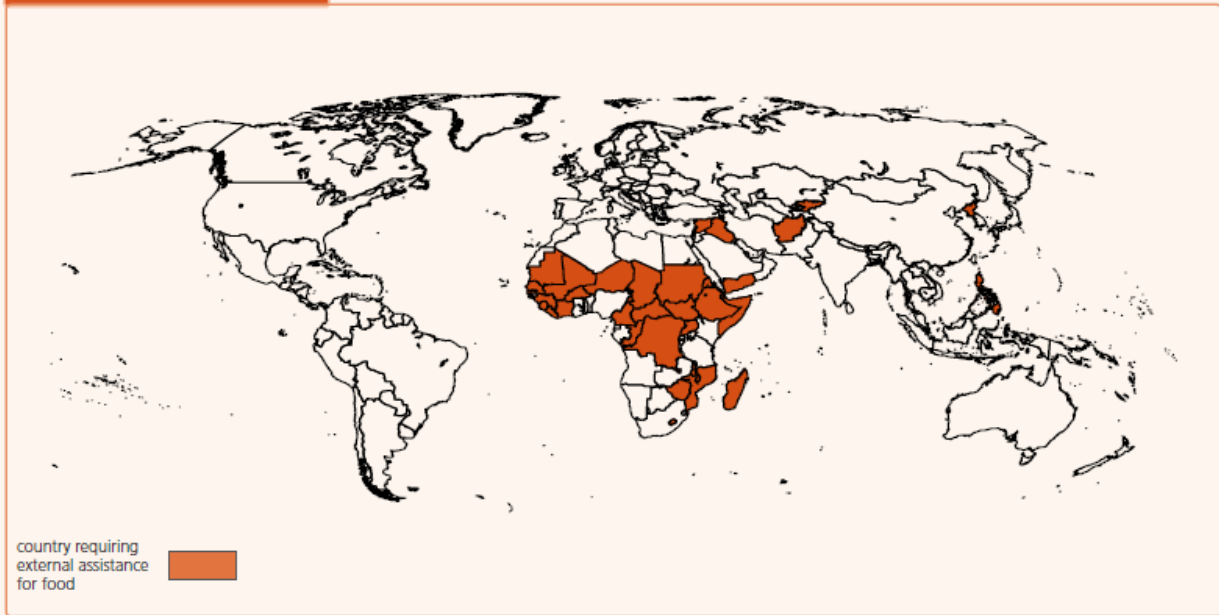 country requiring
external assistance
for food